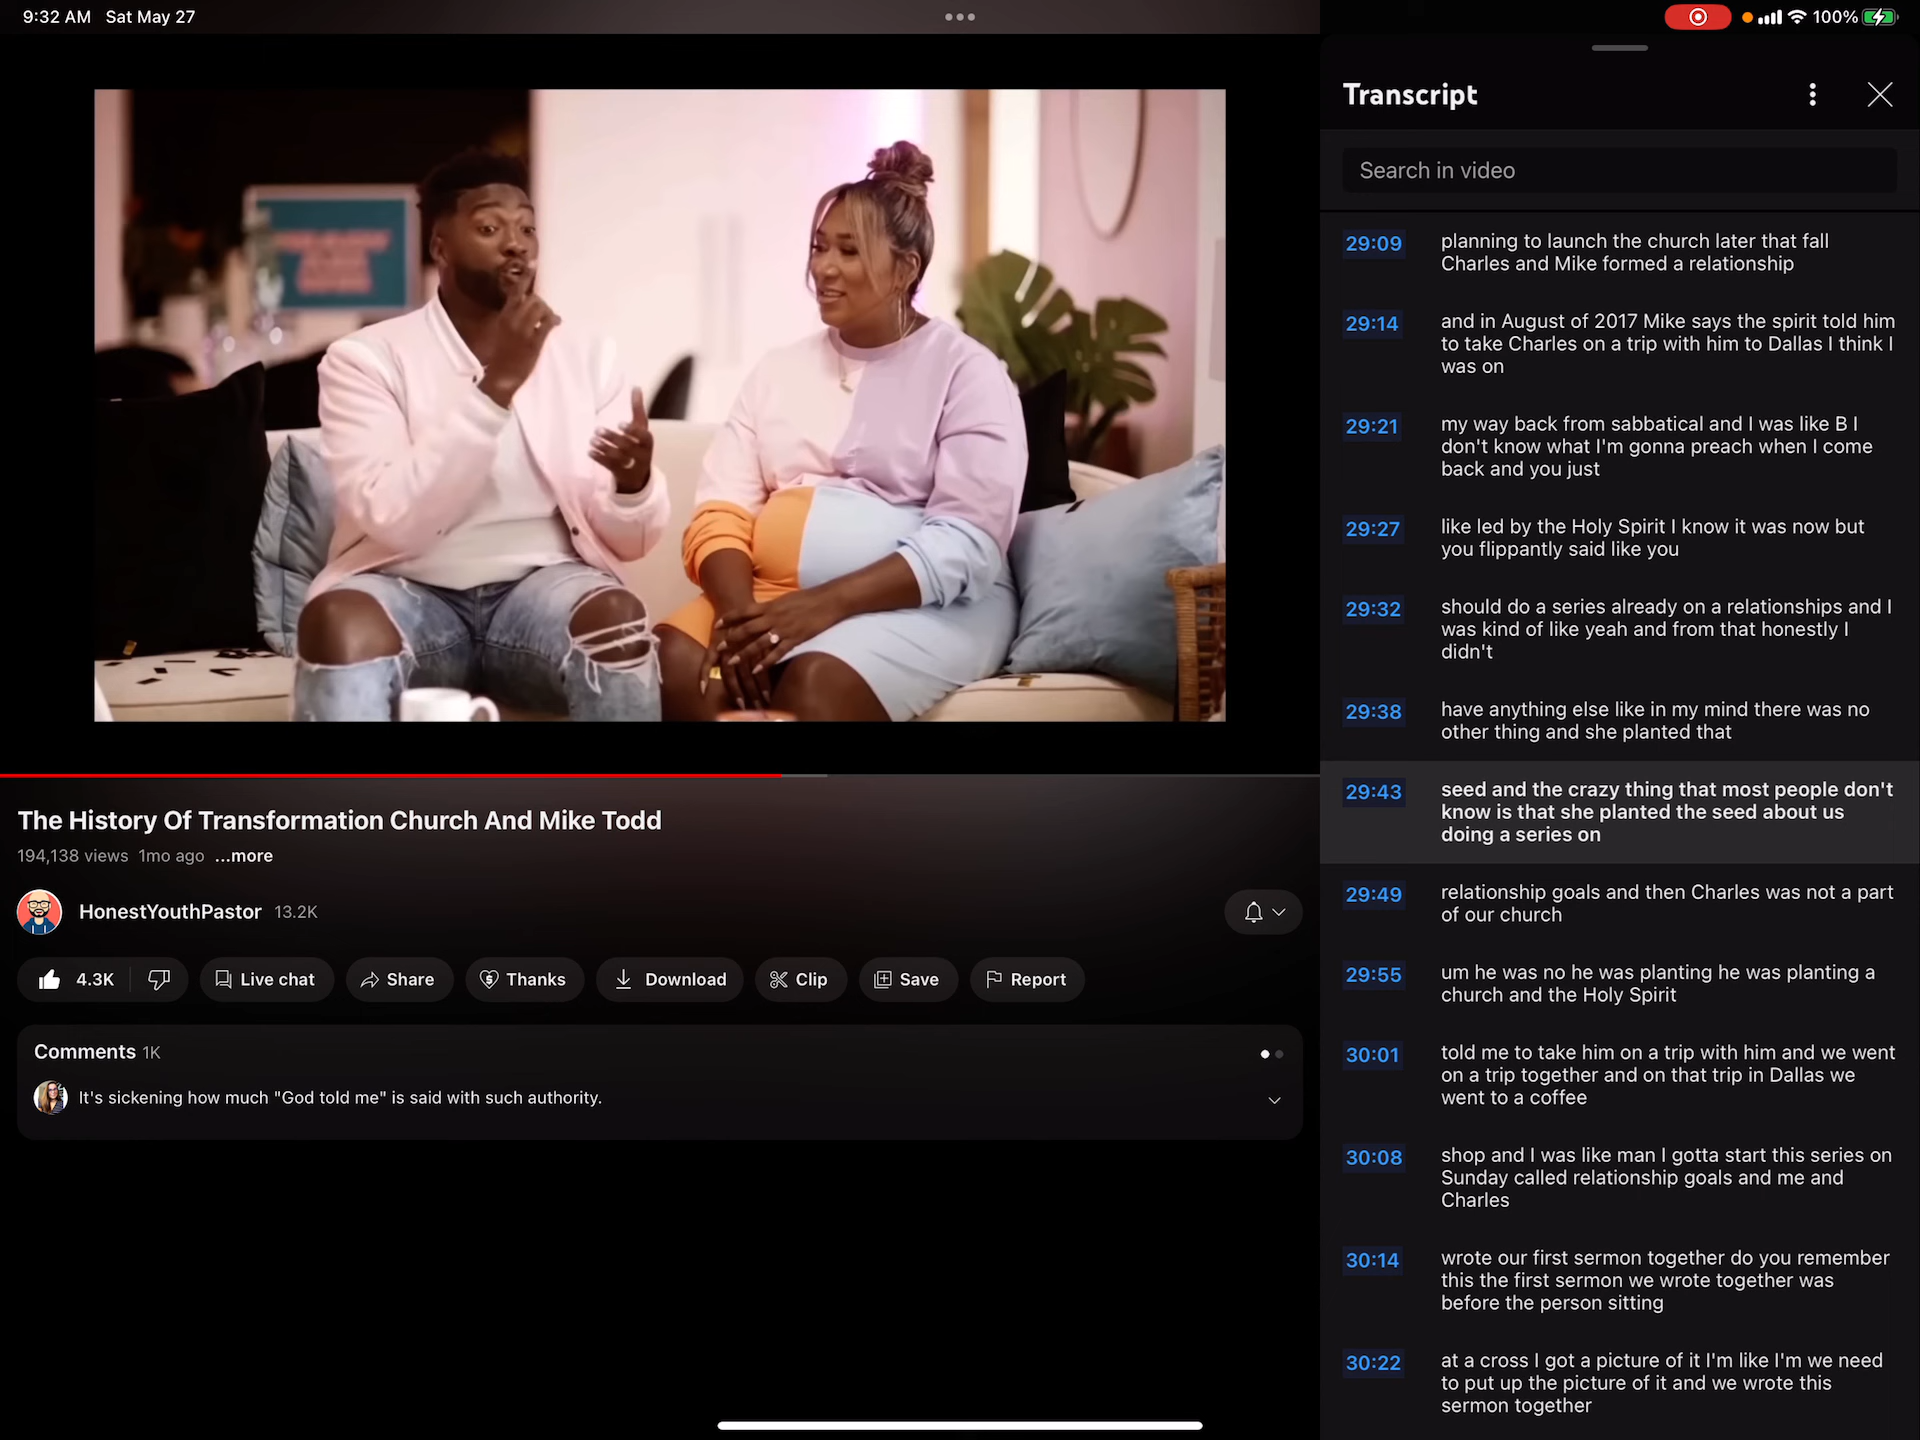 9:32 AM Sat May 27
100%
Transcript
Search in video
29:09
planning to launch the church later that fall
Charles and Mike formed a relationship
29:14
and in August of 2017 Mike says the spirit told him
to take Charles on a trip with him to Dallas I think I
was on
29:21
my way back from sabbatical and I was like B I
don't know what I'm gonna preach when I come
back and you just
29:27
like led by the Holy Spirit I know it was now but
you flippantly said like you
29:32
should do a series already on a relationships and I
was kind of like yeah and from that honestly I
didn't
29:38
have anything else like in my mind there was no
other thing and she planted that
29:43
seed and the crazy thing that most people don't
know is that she planted the seed about us
doing a series on
29:49
relationship goals and then Charles was not a part
of our church
29:55
um he was no he was planting he was planting a
church and the Holy Spirit
30:01
told me to take him on a trip with him and we went
on a trip together and on that trip in Dallas we
went to a coffee
30:08
shop and I was like man I gotta start this series on
Sunday called relationship goals and me and
Charles
30:14
wrote our first sermon together do you remember
this the first sermon we wrote together was
before the person sitting
30:22
at a cross I got a picture of it I'm like I'm we need
to put up the picture of it and we wrote this
sermon together
The History Of Transformation Church And Mike Todd
194,138 views 1mo ago ...more
HonestYouthPastor 13.2K
4.3K
Live chat
Share
Thanks
Download
Clip
Save
Report
Comments 1K
It's sickening how much "God told me" is said with such authority.